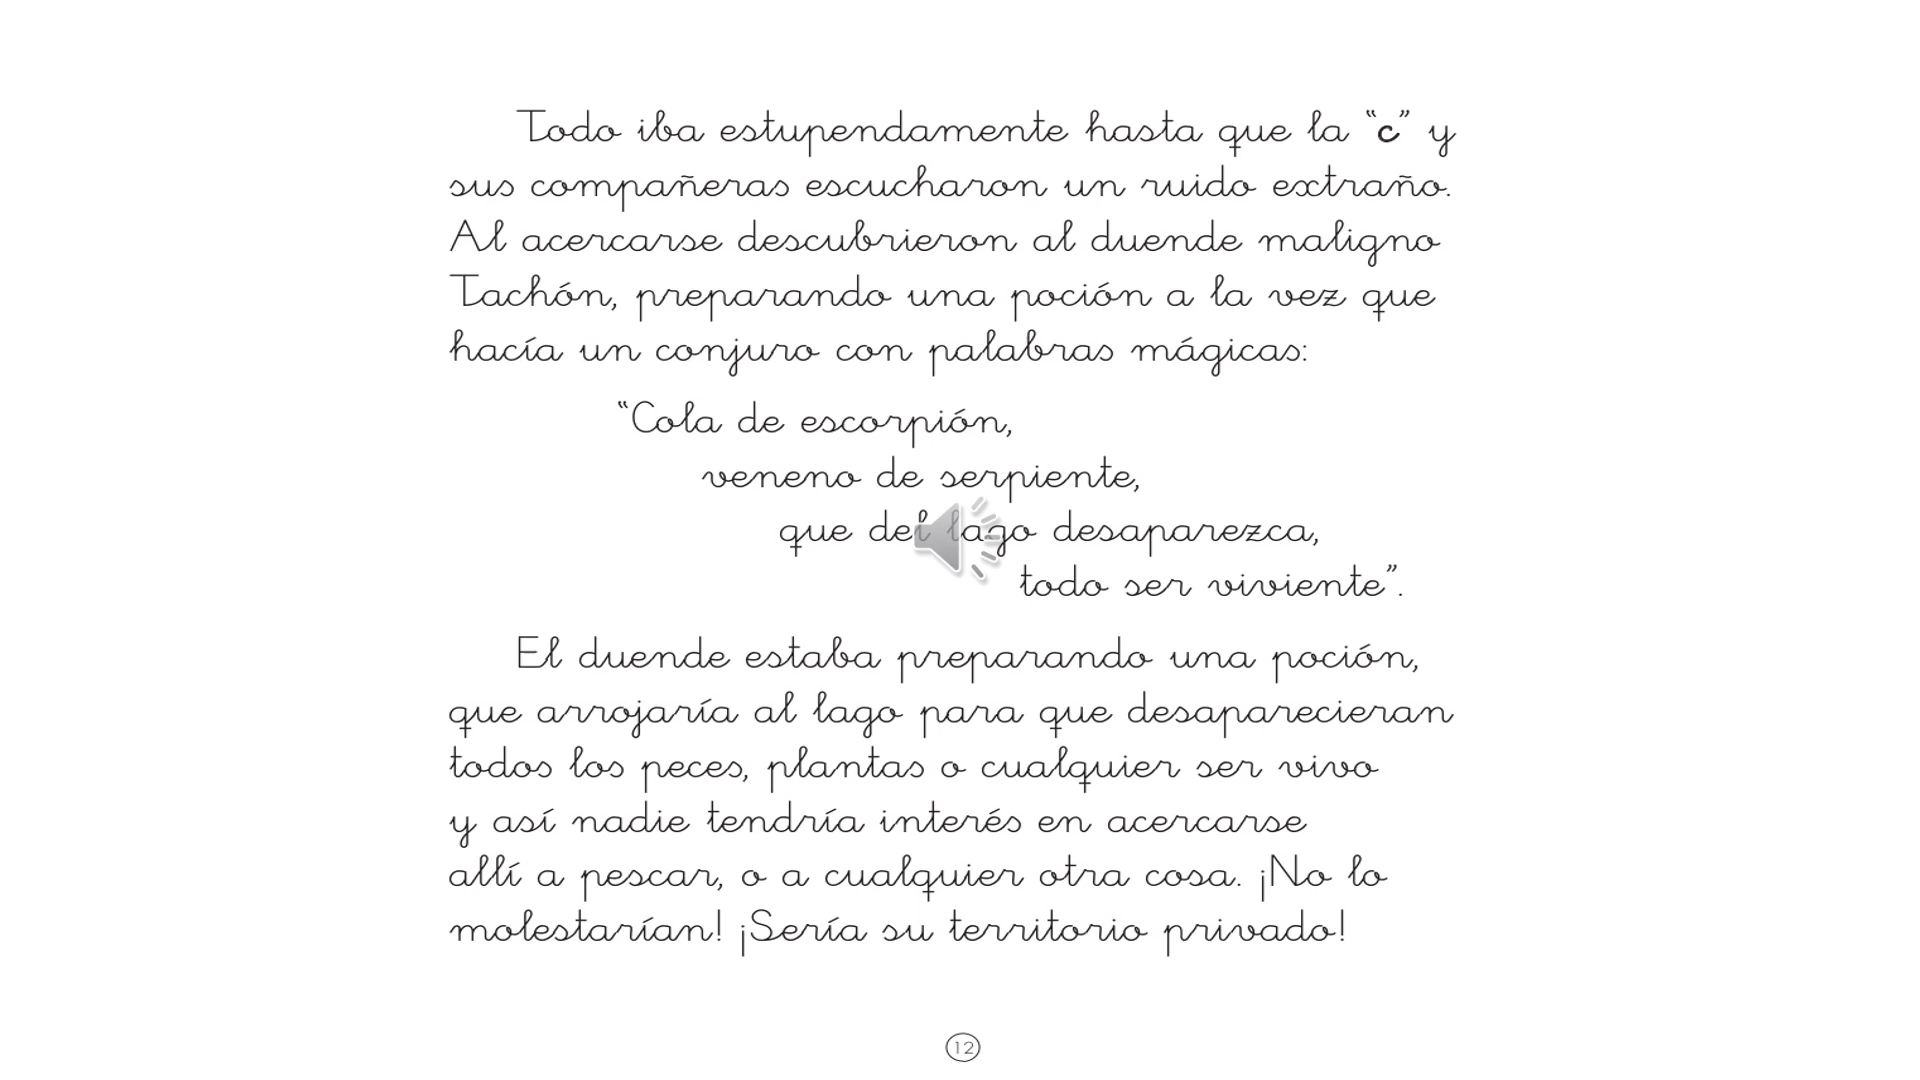 Todo iba estupendamente hasta que la “c” y
sus compañeras escucharon un ruido extraño.
Al acercarse descubrieron al duende maligno
Tachón, preparando una poción a la vez que
hacía un conjuro con palabras mágicas:
“Cola de escorpión,
veneno de serpiente,
que del lago desaparezca,
todo ser viviente”.
El duende estaba preparando una poción,
que arrojaría al lago para que desaparecieran
todos los peces, plantas o cualquier ser vivo
y así nadie tendría interés en acercarse
allí a pescar, o a cualquier otra cosa. ¡No lo
molestarían! ¡Sería su territorio privado!
12